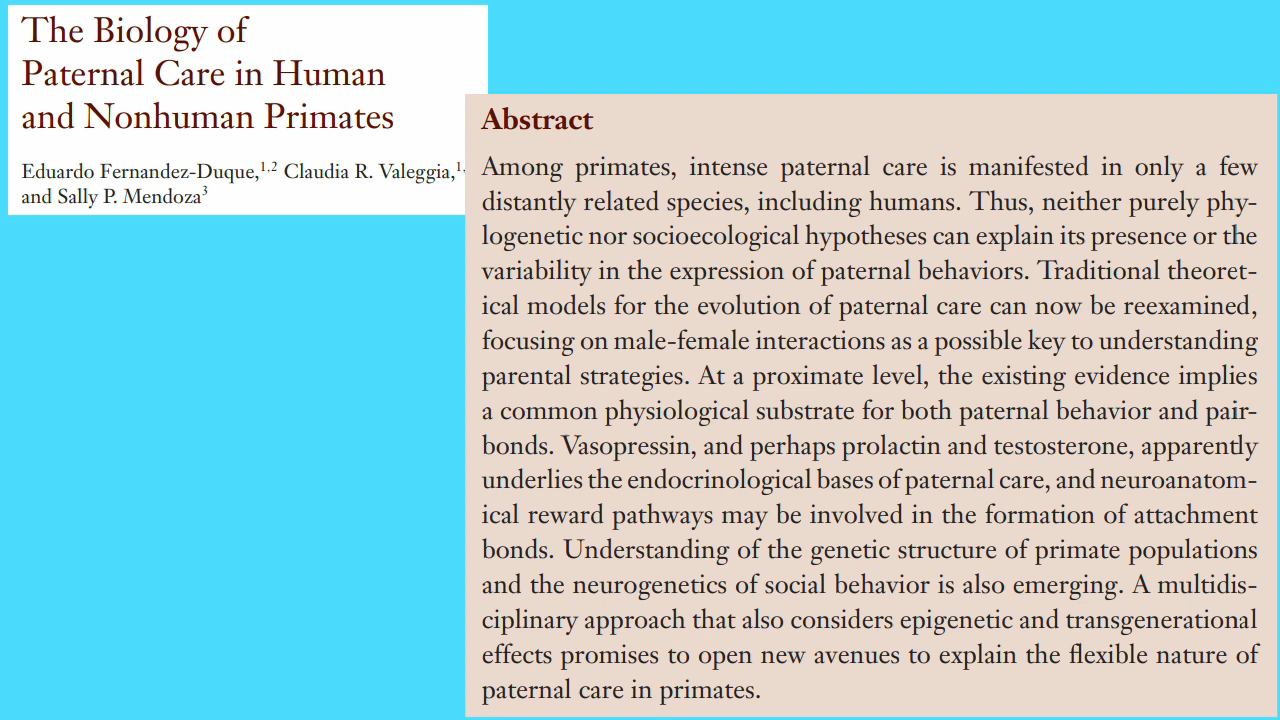 The Biology of
Paternal Care in Human
and Nonhuman Primates
Eduardo Fernandez-Duque,1,2 Claudia R. Valeggia,1,
and Sally P. Mendoza3
Abstract
Among primates, intense paternal care is manifested in only a few
distantly related species, including humans. Thus, neither purely phy-
logenetic nor socioecological hypotheses can explain its presence or the
variability in the expression of paternal behaviors. Traditional theoret-
ical models for the evolution of paternal care can now be reexamined,
focusing on male-female interactions as a possible key to understanding
parental strategies. At a proximate level, the existing evidence implies
a common physiological substrate for both paternal behavior and pair-
bonds. Vasopressin, and perhaps prolactin and testosterone, apparently
underlies the endocrinological bases of paternal care, and neuroanatom-
ical reward pathways may be involved in the formation of attachment
bonds. Understanding of the genetic structure of primate populations
and the neurogenetics of social behavior is also emerging. A multidis-
ciplinary approach that also considers epigenetic and transgenerational
effects promises to open new avenues to explain the flexible nature of
paternal care in primates.